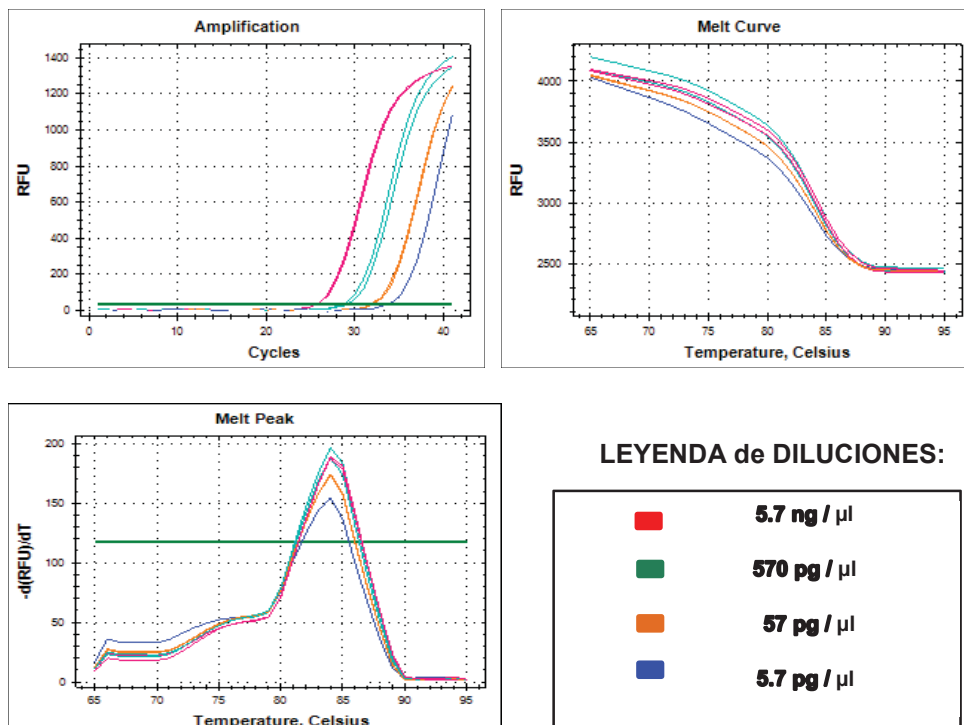 Amplification
1400
1200
1000
800
600
400
200
0
RFU
0 10 20 30 40
Cycles
Melt Curve
4000
3500
3000
2500
RFU
65 70 75 80 85 90 95
Temperature, Celsius
Melt Peak
200
150
100
50
0
-d(RFU)/dT
65 70 75 80 85 90 95
Temperature, Celsius
LEYENDA de DILUCIONES:
5.7 ng / µl
570 pg / µl
57 pg / µl
5.7 pg / µl